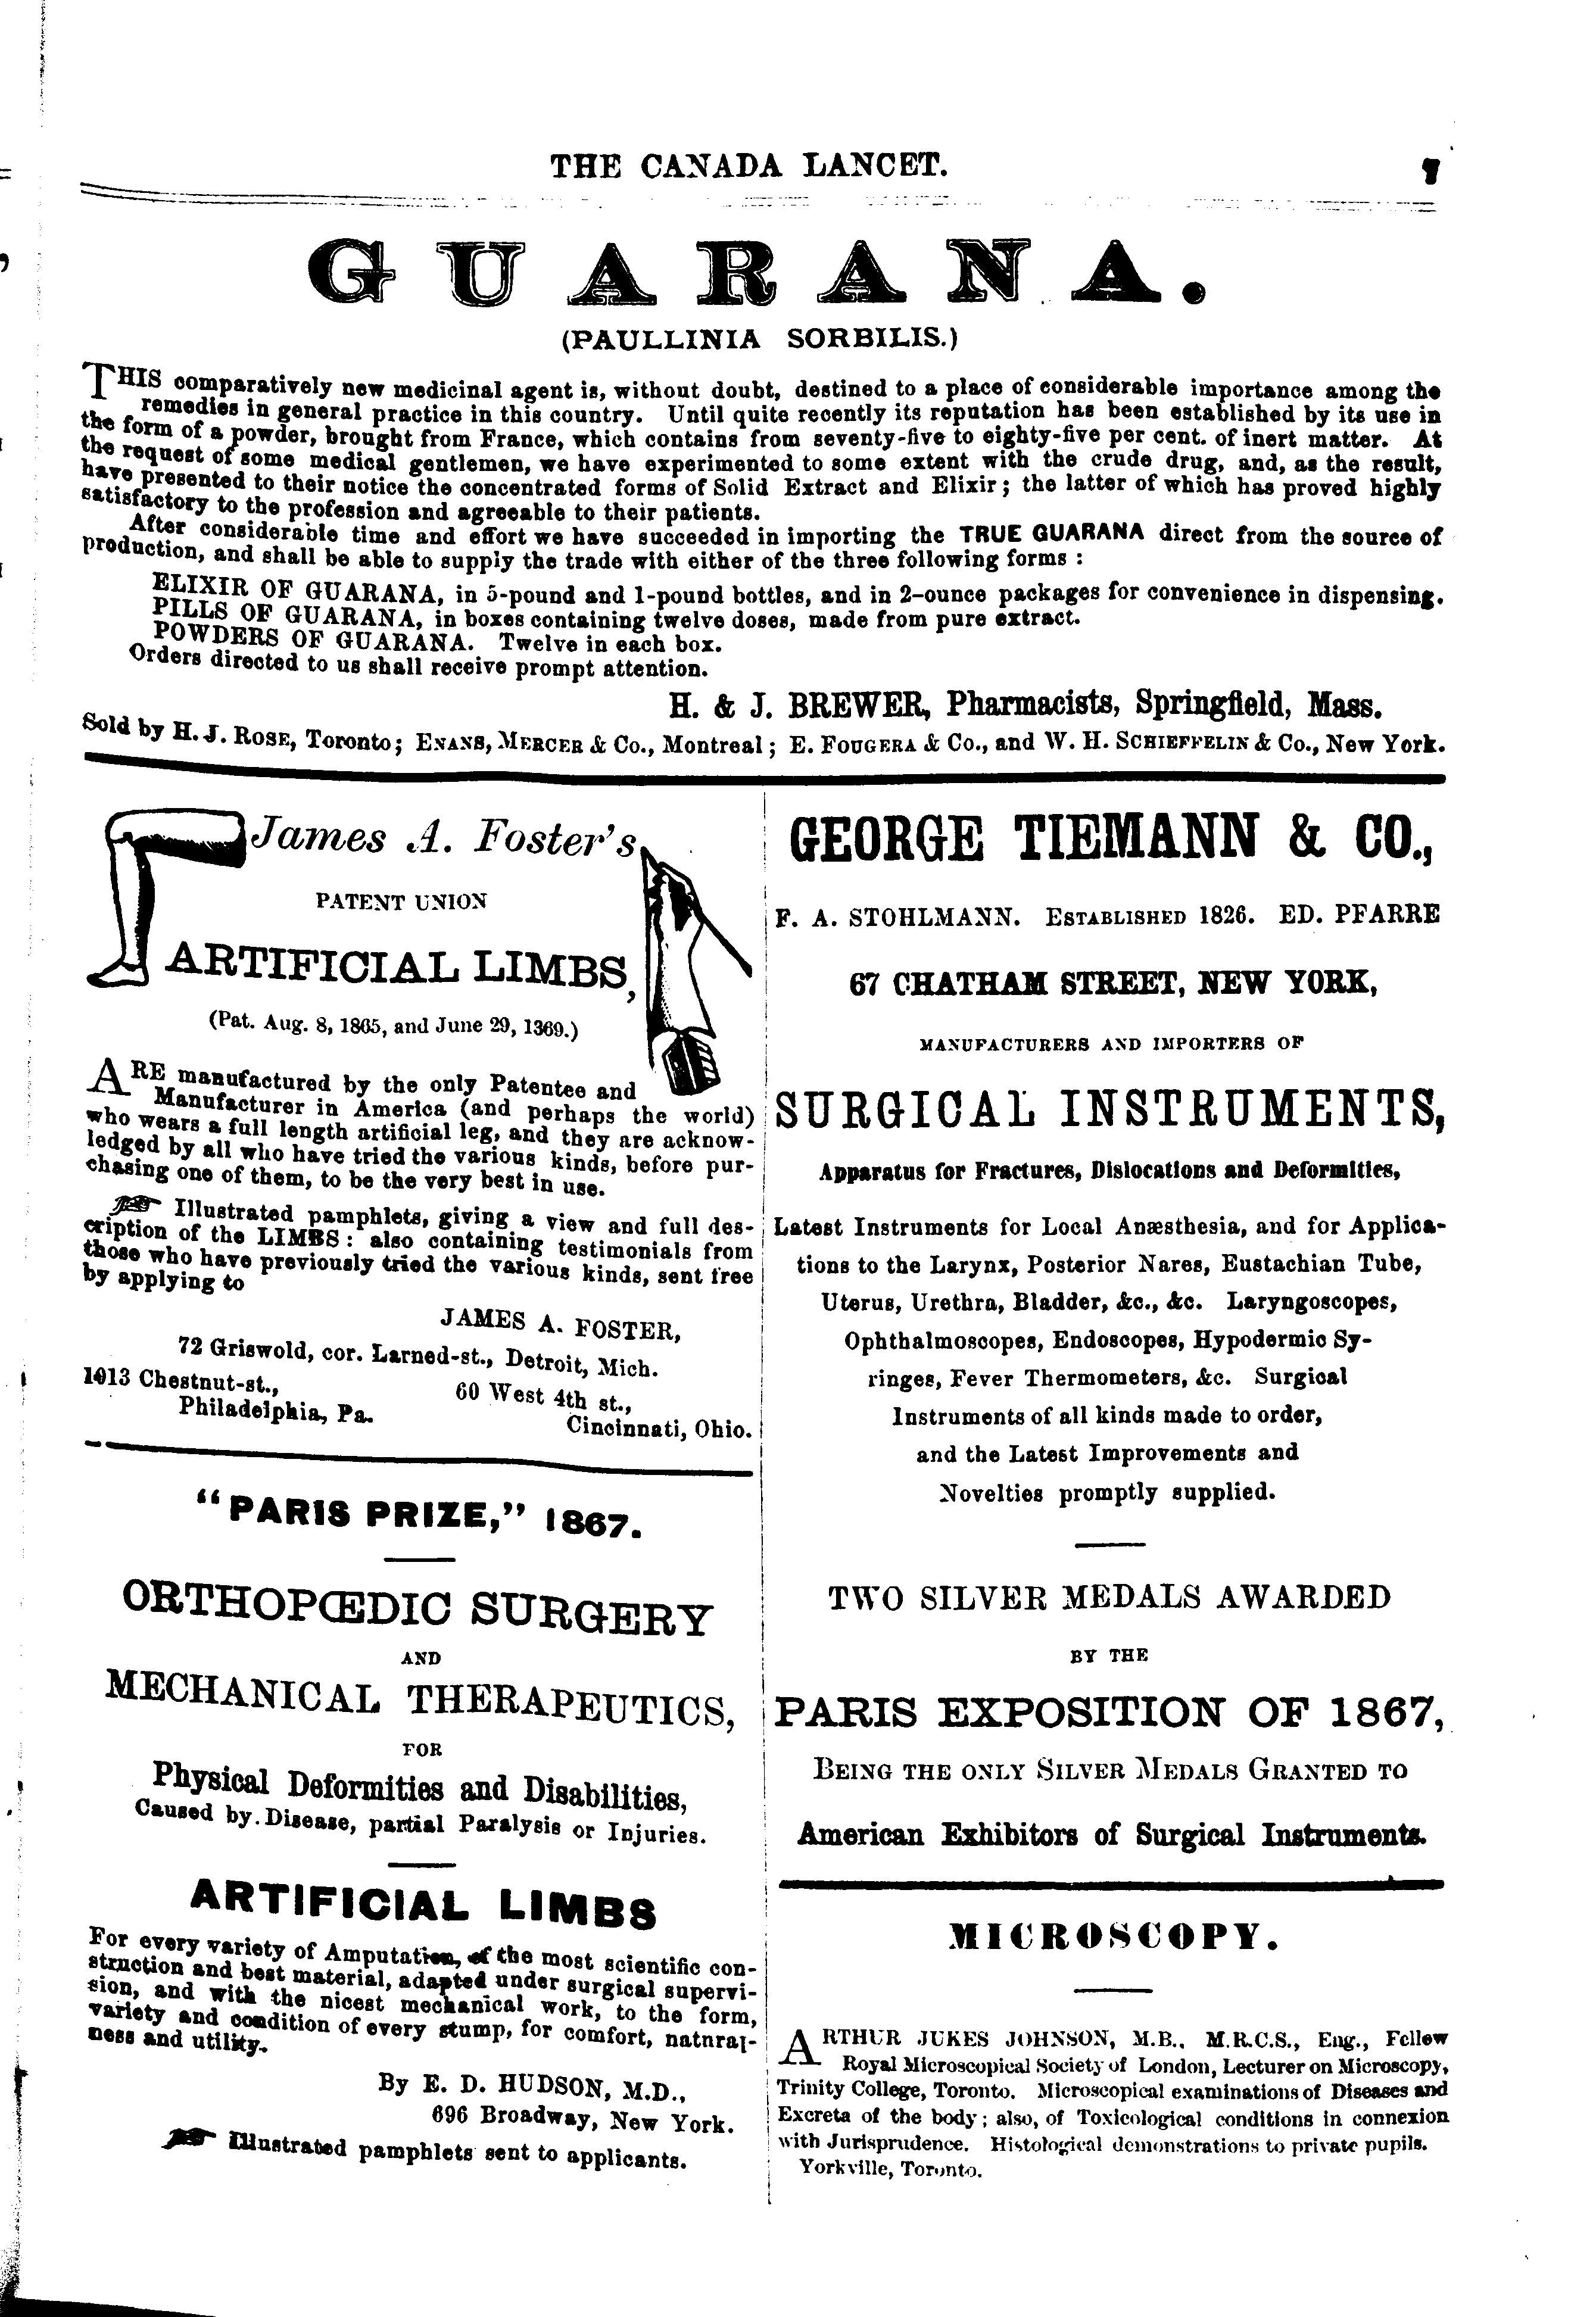 THE CANADA LANCET.
7
GUARANA.
(PAULLINIA SORBILIS.)
THIS comparatively new medicinal agent is, without doubt, destined to a place of considerable importance among the
remedies in general practice in this country. Until quite recently its reputation has been established by its use in
the form of a powder, brought from France, which contains from seventy-five to eighty-five per cent. of inert matter. At
the request of some medical gentlemen, we have experimented to some extent with the crude drug, and, as the result,
have presented to their notice the concentrated forms of Solid Extract and Elixir; the latter of which has proved highly
satisfactory to the profession and agreeable to their patients.
After considerable time and effort we have succeeded in importing the TRUE GUARANA direct from the source of
production, and shall be able to supply the trade with either of the three following forms :
ELIXIR OF GUARANA, in 5-pound and 1-pound bottles, and in 2-ounce packages for convenience in dispensing.
PILLS OF GUARANA, in boxes containing twelve doses, made from pure extract.
POWDERS OF GUARANA. Twelve in each box.
Orders directed to us shall receive prompt attention.
H. & J. BREWER, Pharmacists, Springfield, Mass.
Sold by H. J. ROSE, Toronto; ENANS, MERCER & Co., Montreal; E. FOUGERA & Co., and W. H. SCHIEFFELIN & Co., New York.
James A. Foster's
PATENT UNION
ARTIFICIAL LIMBS,
(Pat. Aug. 8, 1865, and June 29, 1369.)
ARE manufactured by the only Patentee and
Manufacturer in America (and perhaps the world)
who wears a full length artificial leg, and they are acknow-
ledged by all who have tried the various kinds, before pur-
chasing one of them, to be the very best in use.
Illustrated pamphlets, giving a view and full des-
cription of the LIMBS: also containing testimonials from
those who have previously tried the various kinds, sent free
by applying to
JAMES A. FOSTER,
72 Griswold, cor. Larned-st., Detroit, Mich.
1013 Chestnut-st., 60 West 4th st.,
Philadelphia, Pa. Cincinnati, Ohio.
"PARIS PRIZE," 1867.
ORTHOPŒDIC SURGERY
AND
MECHANICAL THERAPEUTICS,
FOR
Physical Deformities and Disabilities,
Caused by Disease, partial Paralysis or Injuries.
ARTIFICIAL LIMBS
For every variety of Amputation, of the most scientific con-
struction and best material, adapted under surgical supervi-
sion, and with the nicest mechanical work, to the form,
variety and condition of every stump, for comfort, natural-
ness and utility.
By E. D. HUDSON, M.D.,
696 Broadway, New York.
Illustrated pamphlets sent to applicants.
GEORGE TIEMANN & CO.,
F. A. STOHLMANN. ESTABLISHED 1826. ED. PFARRE
67 CHATHAM STREET, NEW YORK,
MANUFACTURERS AND IMPORTERS OF
SURGICAL INSTRUMENTS,
Apparatus for Fractures, Dislocations and Deformities,
Latest Instruments for Local Anæsthesia, and for Applica-
tions to the Larynx, Posterior Nares, Eustachian Tube,
Uterus, Urethra, Bladder, &c., &c. Laryngoscopes,
Ophthalmoscopes, Endoscopes, Hypodermic Sy-
ringes, Fever Thermometers, &c. Surgical
Instruments of all kinds made to order,
and the Latest Improvements and
Novelties promptly supplied.
TWO SILVER MEDALS AWARDED
BY THE
PARIS EXPOSITION OF 1867,
BEING THE ONLY SILVER MEDALS GRANTED TO
American Exhibitors of Surgical Instruments.
MICROSCOPY.
ARTHUR JUKES JOHNSON, M.B., M.R.C.S., Eng., Fellow
Royal Microscopical Society of London, Lecturer on Microscopy,
Trinity College, Toronto. Microscopical examinations of Diseases and
Excreta of the body; also, of Toxicological conditions in connexion
with Jurisprudence. Histological demonstrations to private pupils.
Yorkville, Toronto.